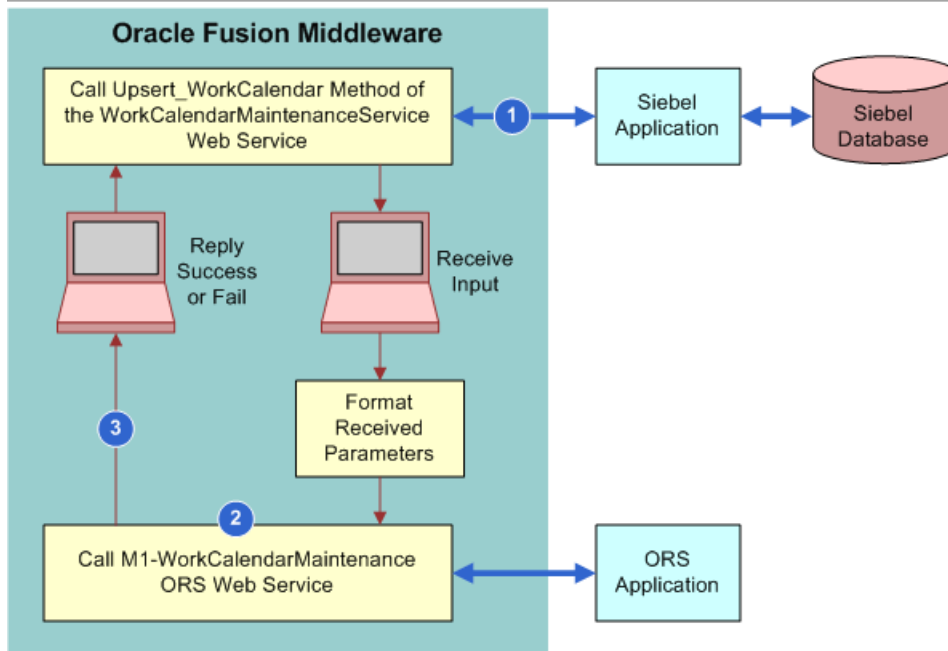 Oracle Fusion Middleware
Call Upsert_WorkCalendar Method of
the WorkCalendarMaintenanceService
Web Service
1
Siebel
Application
Siebel
Database
Reply
Success
or Fail
Receive
Input
Format
Received
Parameters
3
2
Call M1-WorkCalendarMaintenance
ORS Web Service
ORS
Application